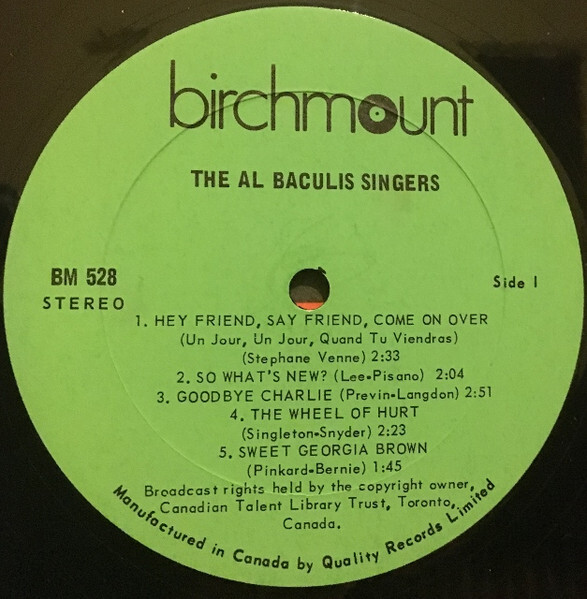 birchmount
THE AL BACULIS SINGERS
BM 528
STEREO
Side 1
1. HEY FRIEND, SAY FRIEND, COME ON OVER
(Un Jour, Un Jour, Quand Tu Viendras)
(Stephane Venne) 2:33
2. SO WHAT'S NEW? (Lee-Pisano) 2:04
3. GOODBYE CHARLIE (Previn-Langdon) 2:51
4. THE WHEEL OF HURT
(Singleton-Snyder) 2:23
5. SWEET GEORGIA BROWN
(Pinkard-Bernie) 1:45
Broadcast rights held by the copyright owner,
Canadian Talent Library Trust, Toronto,
Canada.
Manufactured in Canada by Quality Records Limited